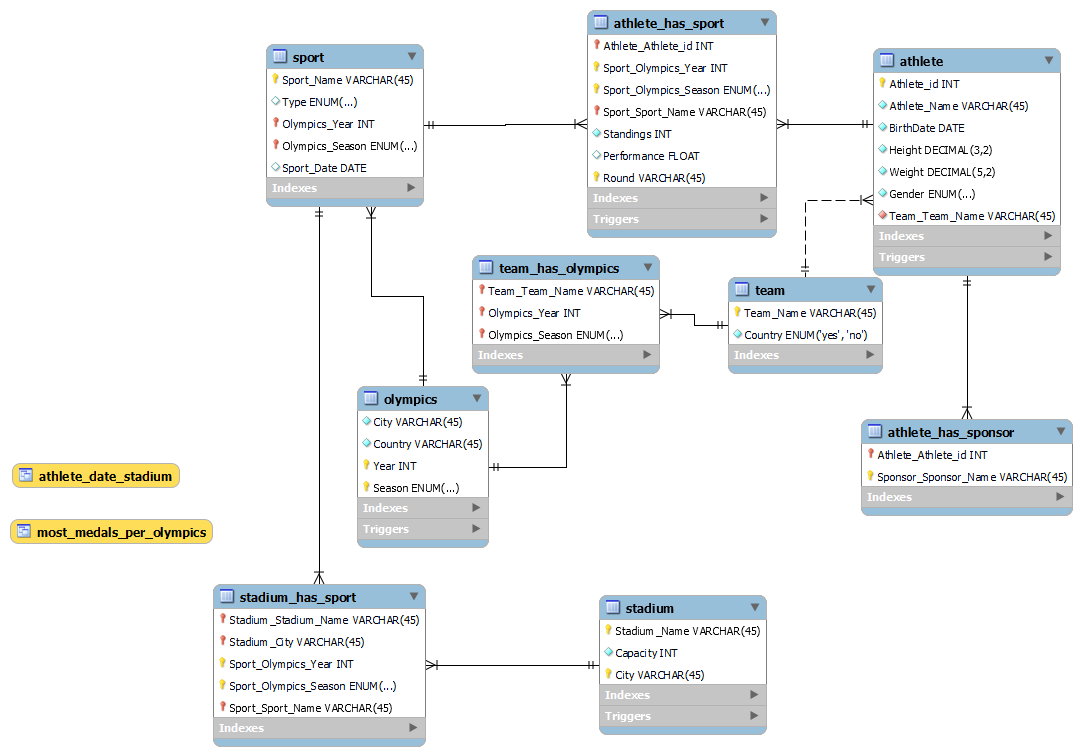 athlete_has_sport
Athlete_Athlete_id INT
Sport_Olympics_Year INT
Sport_Olympics_Season ENUM(...)
Sport_Sport_Name VARCHAR(45)
Standings INT
Performance FLOAT
Round VARCHAR(45)
Indexes
Triggers
sport
Sport_Name VARCHAR(45)
Type ENUM(...)
Olympics_Year INT
Olympics_Season ENUM(...)
Sport_Date DATE
Indexes
athlete
Athlete_id INT
Athlete_Name VARCHAR(45)
BirthDate DATE
Height DECIMAL(3,2)
Weight DECIMAL(5,2)
Gender ENUM(...)
Team_Team_Name VARCHAR(45)
Indexes
Triggers
team_has_olympics
Team_Team_Name VARCHAR(45)
Olympics_Year INT
Olympics_Season ENUM(...)
Indexes
team
Team_Name VARCHAR(45)
Country ENUM('yes', 'no')
Indexes
olympics
City VARCHAR(45)
Country VARCHAR(45)
Year INT
Season ENUM(...)
Indexes
Triggers
athlete_has_sponsor
Athlete_Athlete_id INT
Sponsor_Sponsor_Name VARCHAR(45)
Indexes
athlete_date_stadium
most_medals_per_olympics
stadium_has_sport
Stadium_Stadium_Name VARCHAR(45)
Stadium_City VARCHAR(45)
Sport_Olympics_Year INT
Sport_Olympics_Season ENUM(...)
Sport_Sport_Name VARCHAR(45)
Indexes
stadium
Stadium_Name VARCHAR(45)
Capacity INT
City VARCHAR(45)
Indexes
Triggers